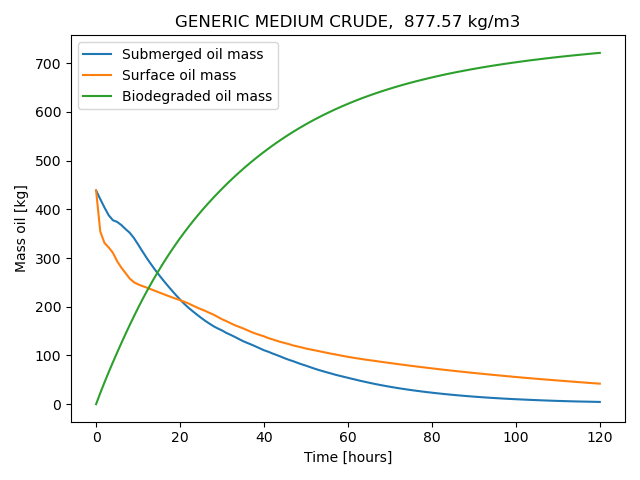 GENERIC MEDIUM CRUDE,  877.57 kg/m3
Submerged oil mass
Surface oil mass
Biodegraded oil mass
Mass oil [kg]
700
600
500
400
300
200
100
0
0 20 40 60 80 100 120
Time [hours]